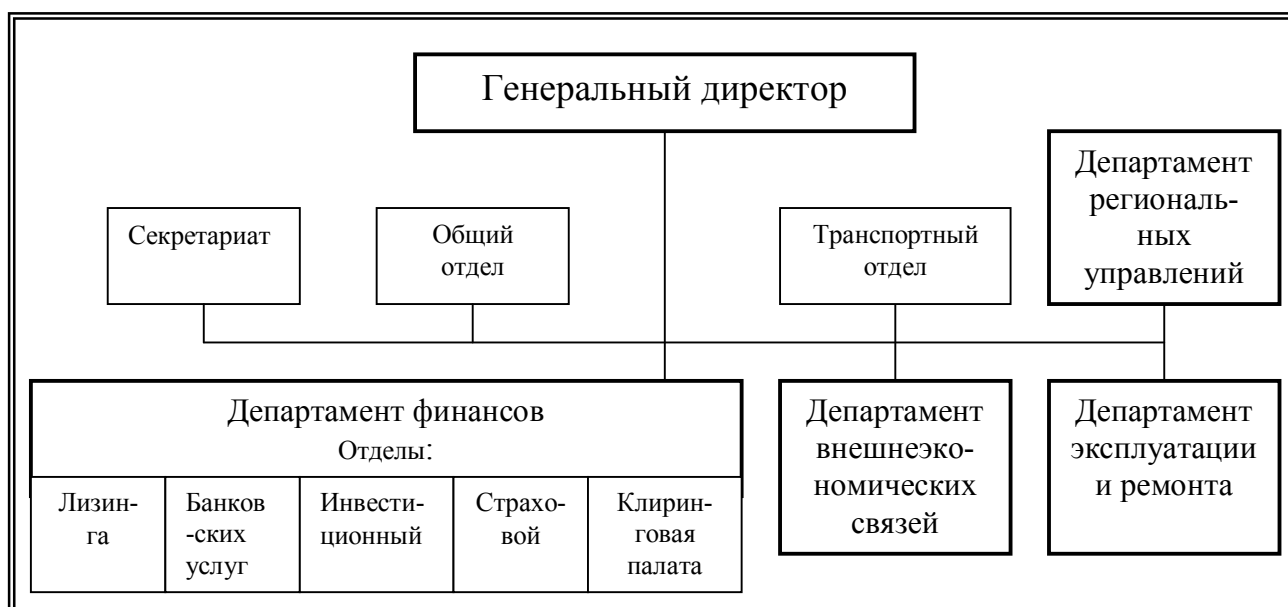 Генеральный директор
Департамент
региональ-
ных
управлений
Секретариат
Общий
отдел
Транспортный
отдел
Департамент финансов
Отделы:
Лизин-
га
Банков
-ских
услуг
Инвести-
ционный
Страхо-
вой
Клирин-
говая
палата
Департамент
внешнеэко-
номических
связей
Департамент
эксплуатации
и ремонта